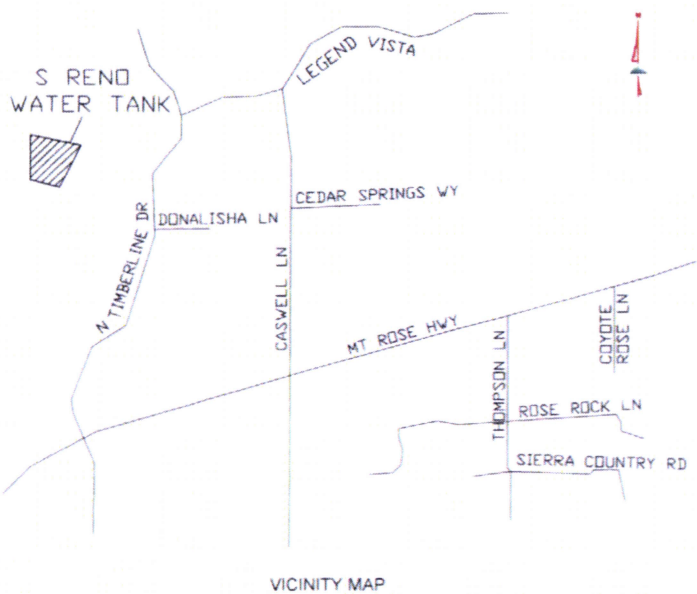 S RENO
WATER TANK
LEGEND VISTA
CEDAR SPRINGS WY
DONALISHA LN
N TIMBERLINE DR
CASWELL LN
MT ROSE HWY
COYOTE
ROSE LN
THOMPSON LN
ROSE ROCK LN
SIERRA COUNTRY RD
VICINITY MAP